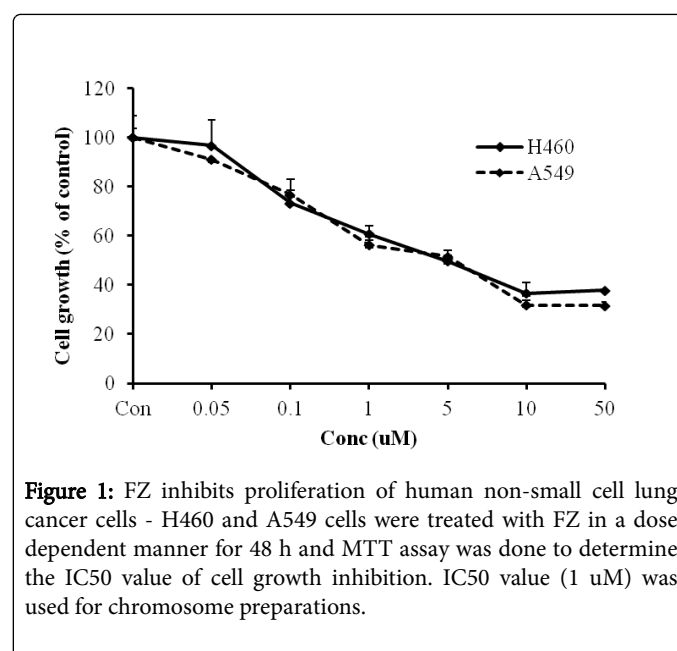 120
100
80
60
40
20
0
Cell growth (% of control)
H460
A549
Con 0.05 0.1 1 5 10 50
Conc (uM)
Figure 1: FZ inhibits proliferation of human non-small cell lung
cancer cells - H460 and A549 cells were treated with FZ in a dose
dependent manner for 48 h and MTT assay was done to determine
the IC50 value of cell growth inhibition. IC50 value (1 uM) was
used for chromosome preparations.